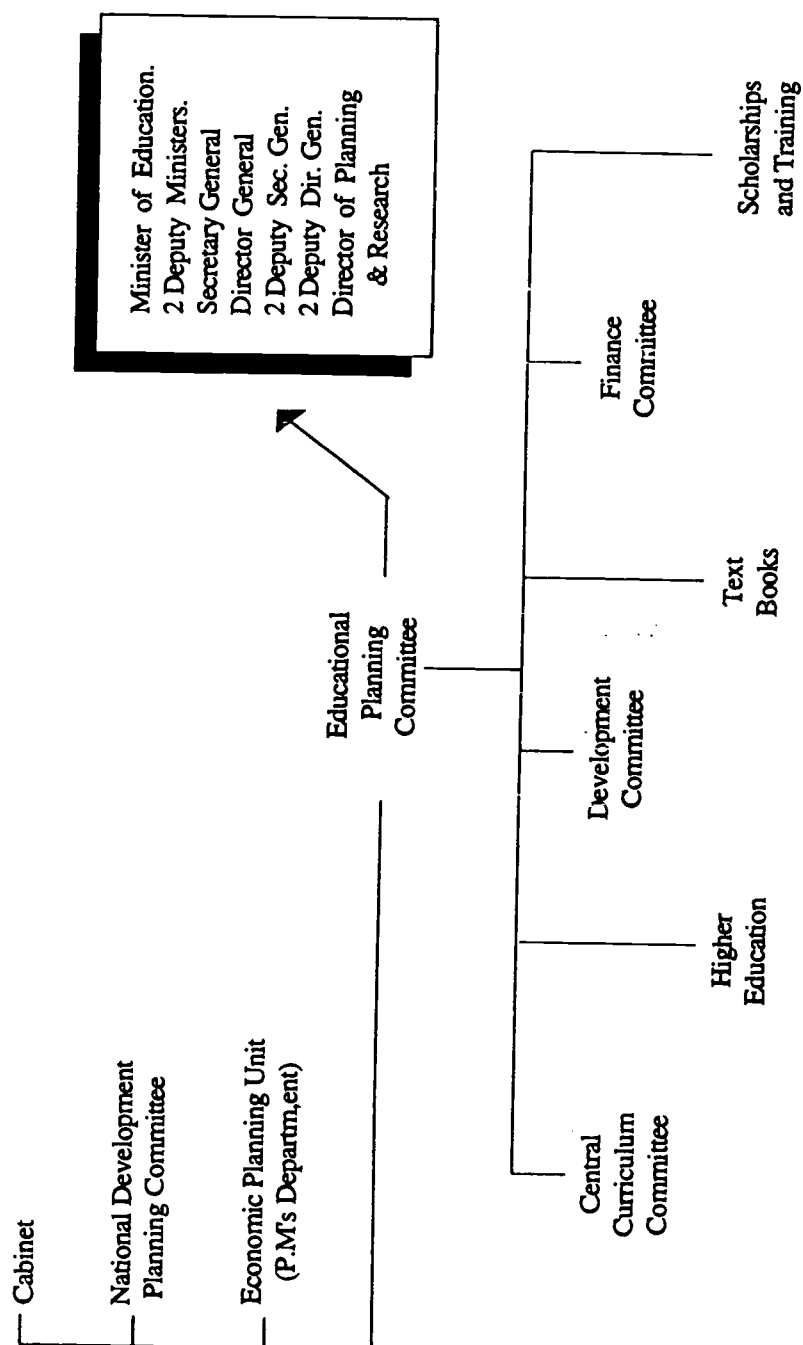 Cabinet
National Development
Planning Committee
Economic Planning Unit
(P.M's Departm,ent)
Educational
Planning
Committee
Minister of Education.
2 Deputy Ministers.
Secretary General
Director General
2 Deputy Sec. Gen.
2 Deputy Dir. Gen.
Director of Planning
& Research
Central
Curriculum
Committee
Higher
Education
Development
Committee
Text
Books
Finance
Committee
Scholarships
and Training